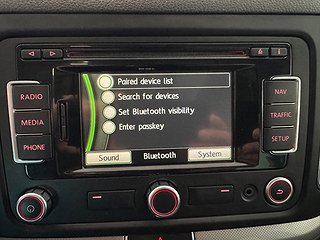 RADIO
MEDIA
PHONE
Paired device list
Search for devices
Set Bluetooth visibility
Enter passkey
Sound
Bluetooth
System
NAV
TRAFFIC
SETUP